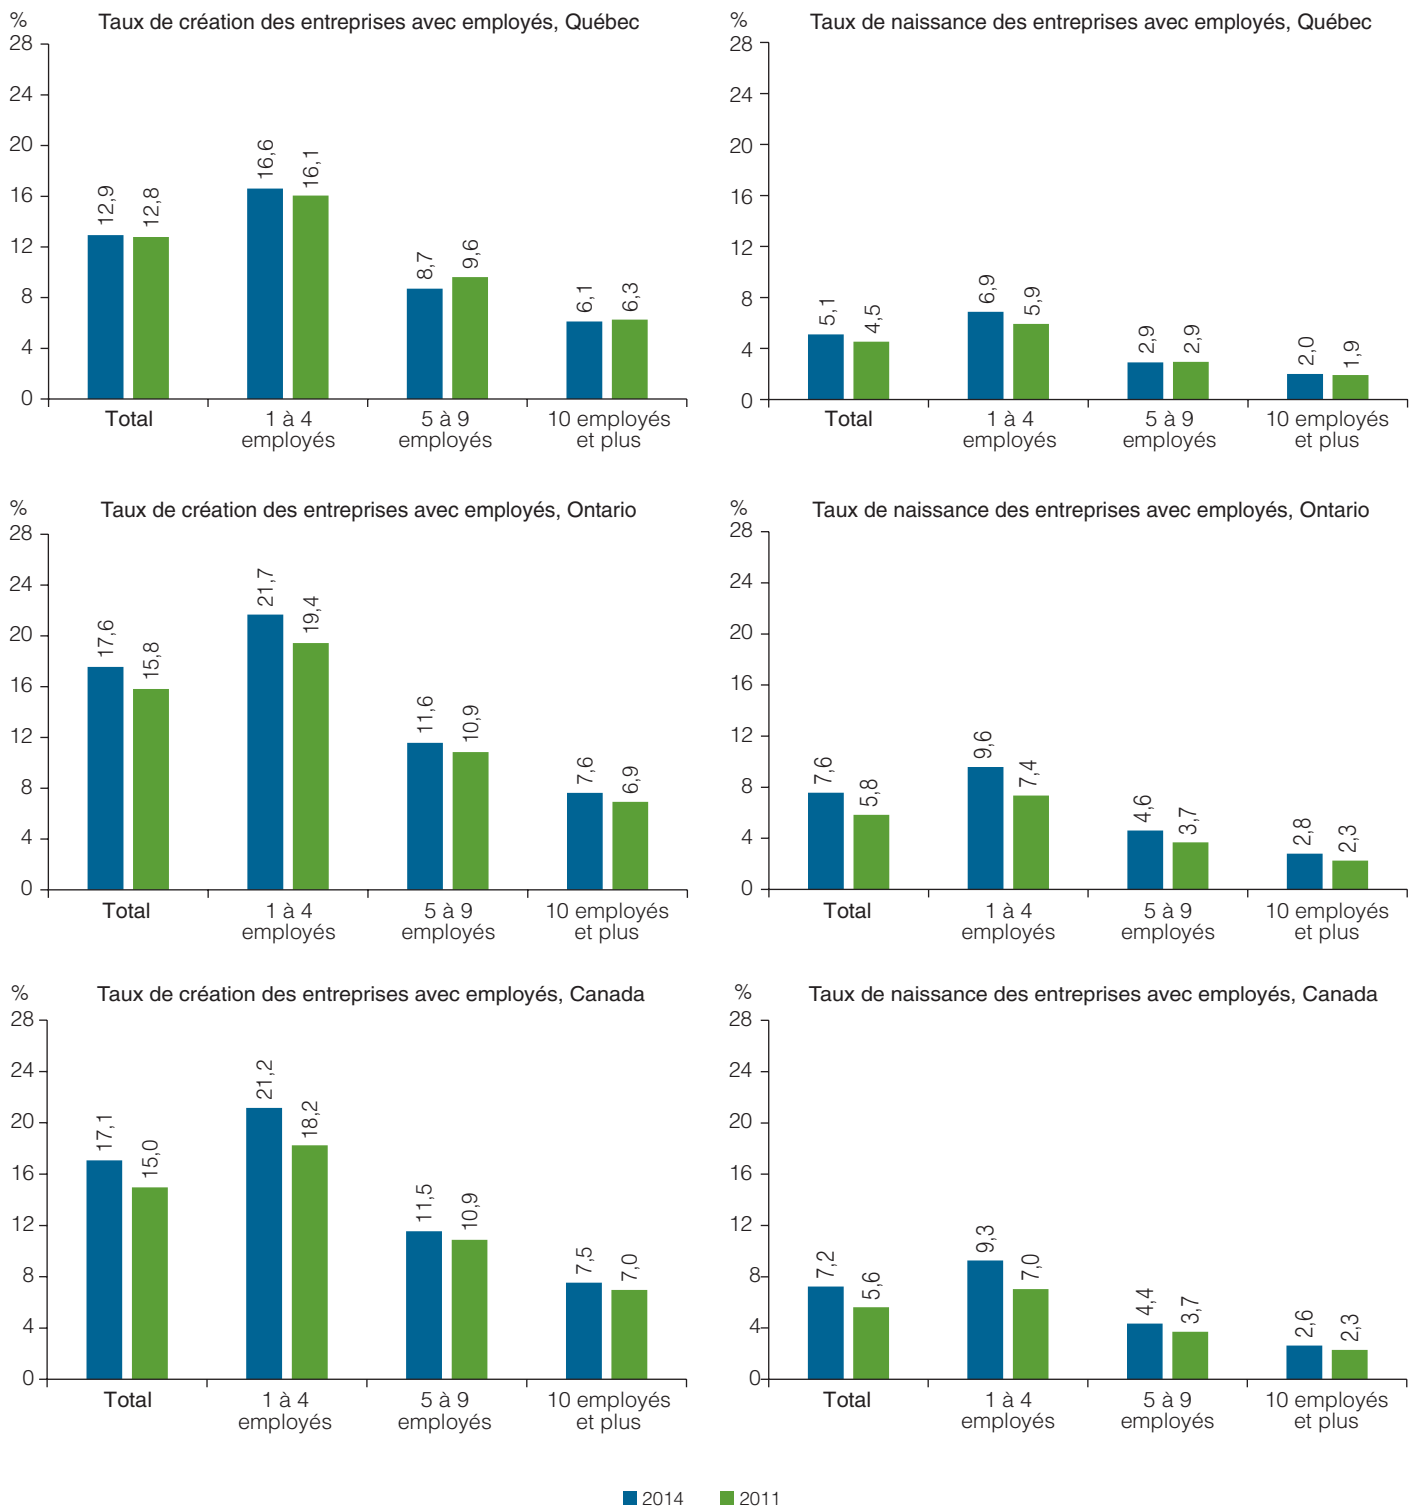 %
Taux de création des entreprises avec employés, Québec
28
24
20
16
12
8
4
0
12,9
12,8
16,6
16,1
8,7
9,6
6,1
6,3
Total
1 à 4
employés
5 à 9
employés
10 employés
et plus
%
Taux de naissance des entreprises avec employés, Québec
28
24
20
16
12
8
4
0
5,1
4,5
6,9
5,9
2,9
2,9
2,0
1,9
Total
1 à 4
employés
5 à 9
employés
10 employés
et plus
%
Taux de création des entreprises avec employés, Ontario
28
24
20
16
12
8
4
0
17,6
15,8
21,7
19,4
11,6
10,9
7,6
6,9
Total
1 à 4
employés
5 à 9
employés
10 employés
et plus
%
Taux de naissance des entreprises avec employés, Ontario
28
24
20
16
12
8
4
0
7,6
5,8
9,6
7,4
4,6
3,7
2,8
2,3
Total
1 à 4
employés
5 à 9
employés
10 employés
et plus
%
Taux de création des entreprises avec employés, Canada
28
24
20
16
12
8
4
0
17,1
15,0
21,2
18,2
11,5
10,9
7,5
7,0
Total
1 à 4
employés
5 à 9
employés
10 employés
et plus
%
Taux de naissance des entreprises avec employés, Canada
28
24
20
16
12
8
4
0
7,2
5,6
9,3
7,0
4,4
3,7
2,6
2,3
Total
1 à 4
employés
5 à 9
employés
10 employés
et plus
2014
2011